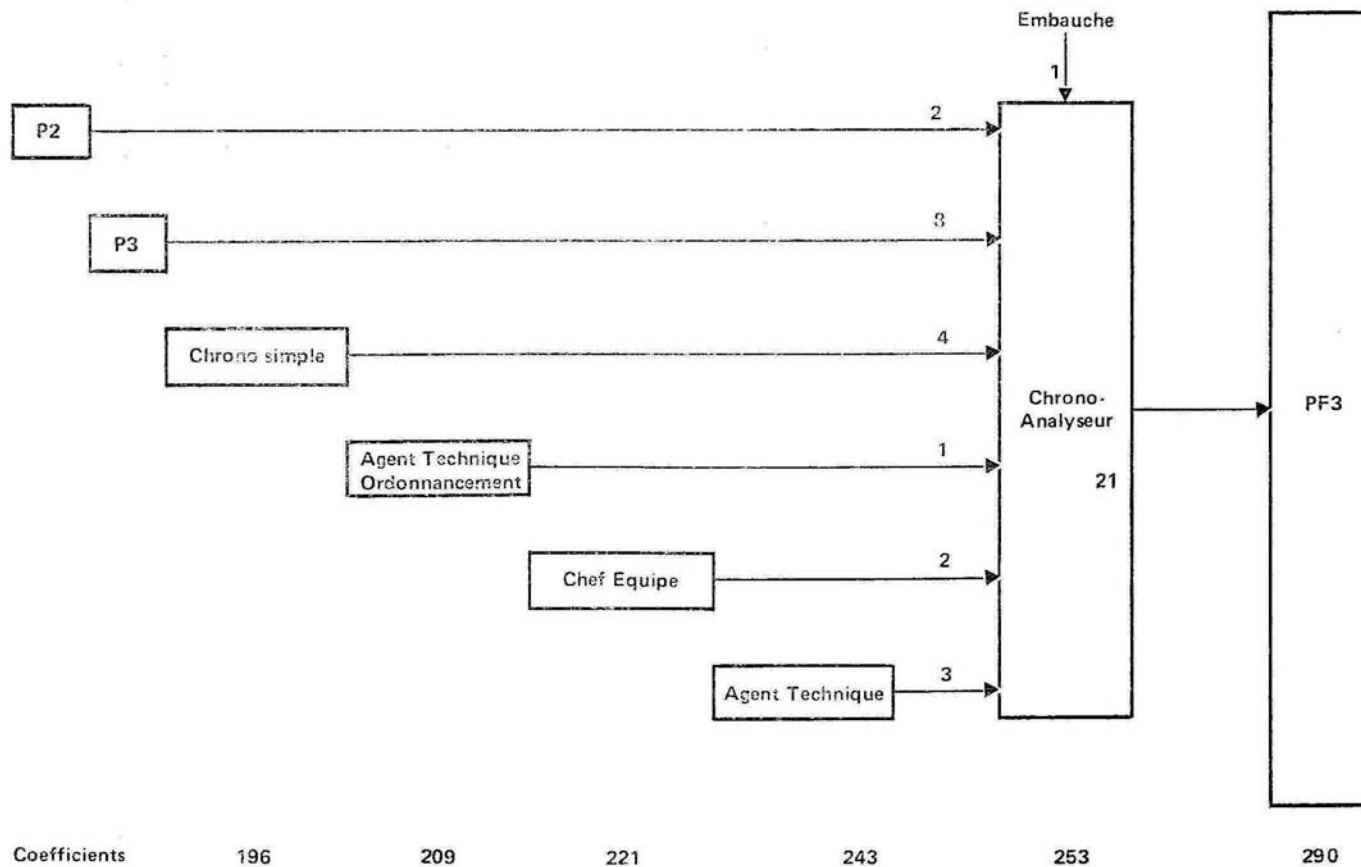 Embauche
1
P2
2
P3
8
Chrono simple
4
Chrono-
Analyseur
PF3
Agent Technique
Ordonnancement
1
21
Chef Equipe
2
Agent Technique
3
Coefficients 196 209 221 243 253 290